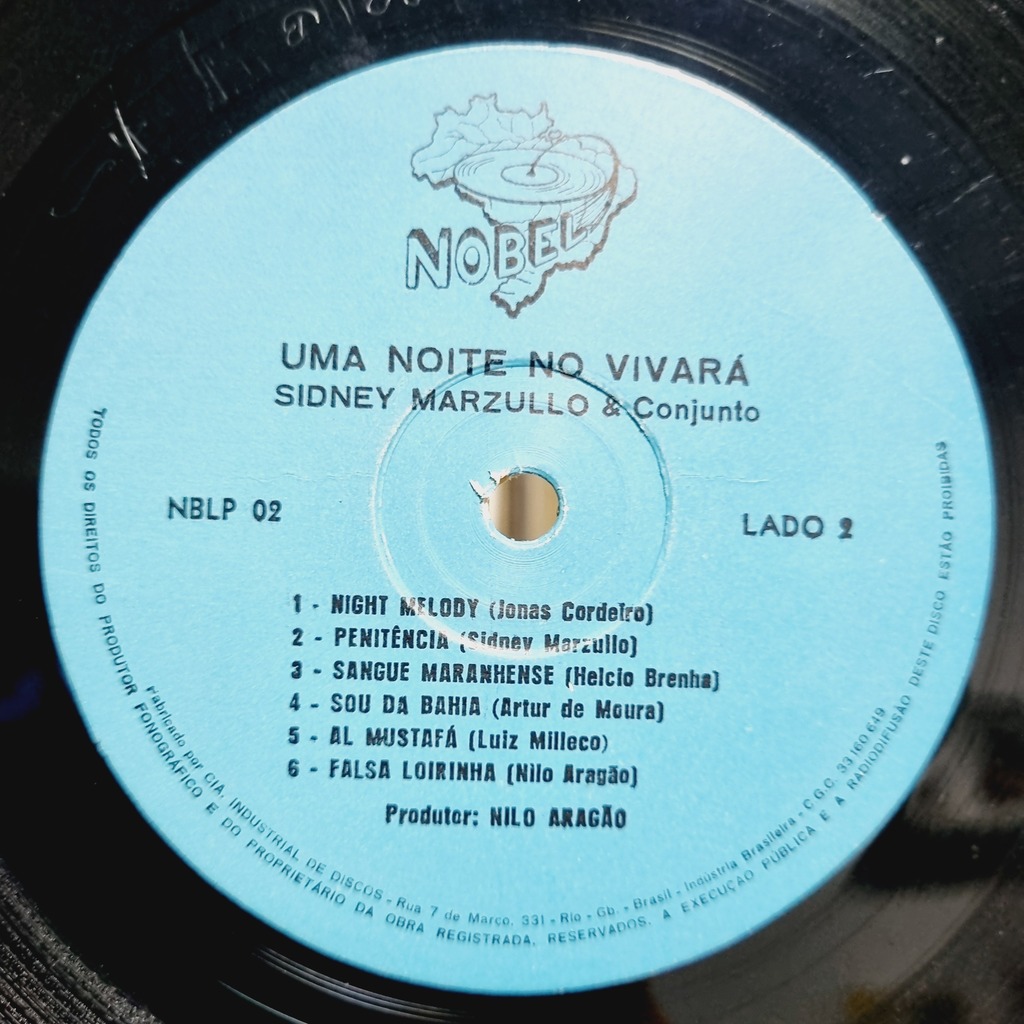 NOBEL
UMA NOITE NO VIVARÁ
SIDNEY MARZULLO & Conjunto
NBLP 02
LADO 2
1 - NIGHT MELODY (Jonas Cordeiro)
2 - PENITÊNCIA (Sidney Marzullo)
3 - SANGUE MARANHENSE (Helcio Brenha)
4 - SOU DA BAHIA (Artur de Moura)
5 - AL MUSTAFÁ (Luiz Milleco)
6 - FALSA LOIRINHA (Nilo Aragão)
Produtor: NILO ARAGÃO
Fabricado por CIA. INDUSTRIAL DE DISCOS - Rua 7 de Março, 331 - Rio - Gb. - Brasil - Indústria Brasileira - C.G.C. 33.160.649
TODOS OS DIREITOS DO PRODUTOR FONOGRÁFICO E DO PROPRIETÁRIO DA OBRA REGISTRADA, RESERVADOS. A EXECUÇÃO PÚBLICA E A RADIODIFUSÃO DESTE DISCO ESTÃO PROIBIDAS